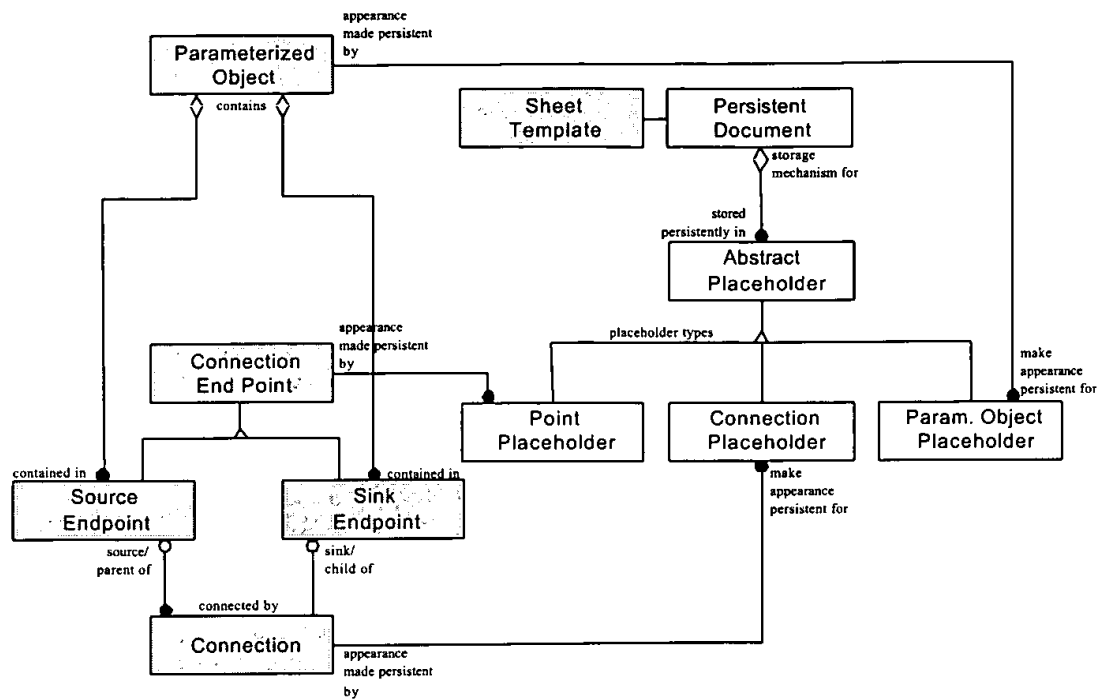 appearance
made persistent
by
Parameterized
Object
contains
Sheet
Template
Persistent
Document
storage
mechanism for
stored
persistently in
Abstract
Placeholder
placeholder types
appearance
made persistent
by
Connection
End Point
make
appearance
persistent for
Point
Placeholder
Connection
Placeholder
Param. Object
Placeholder
contained in
contained in
Source
Endpoint
Sink
Endpoint
make
appearance
persistent for
source/
parent of
sink/
child of
connected by
Connection
appearance
made persistent
by